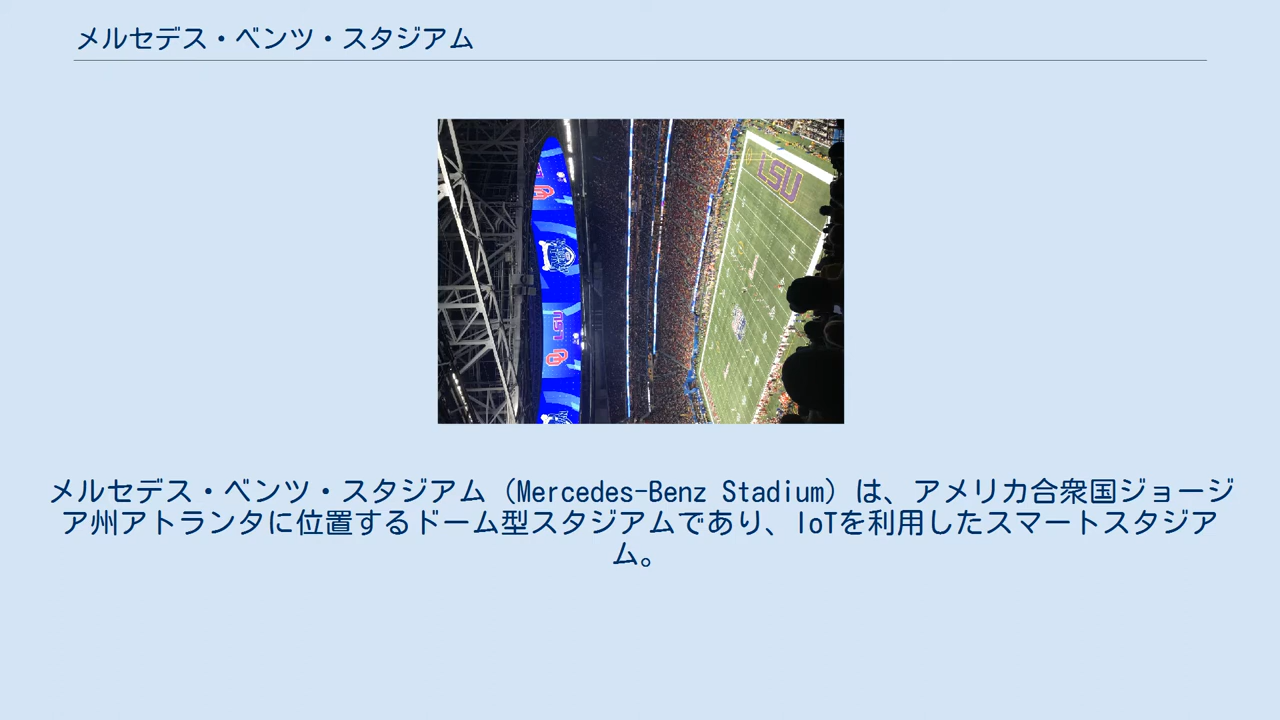 メルセデス・ベンツ・スタジアム
LSU
LSU
メルセデス・ベンツ・スタジアム（Mercedes-Benz Stadium）は、アメリカ合衆国ジョージ
ア州アトランタに位置するドーム型スタジアムであり、IoTを利用したスマートスタジア
ム。